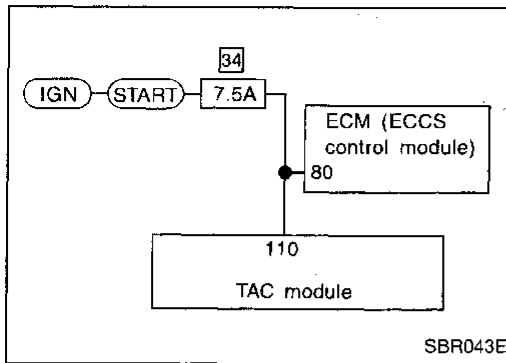 34
IGN START 7.5A
ECM (ECCS
control module)
80
110
TAC module
SBR043E